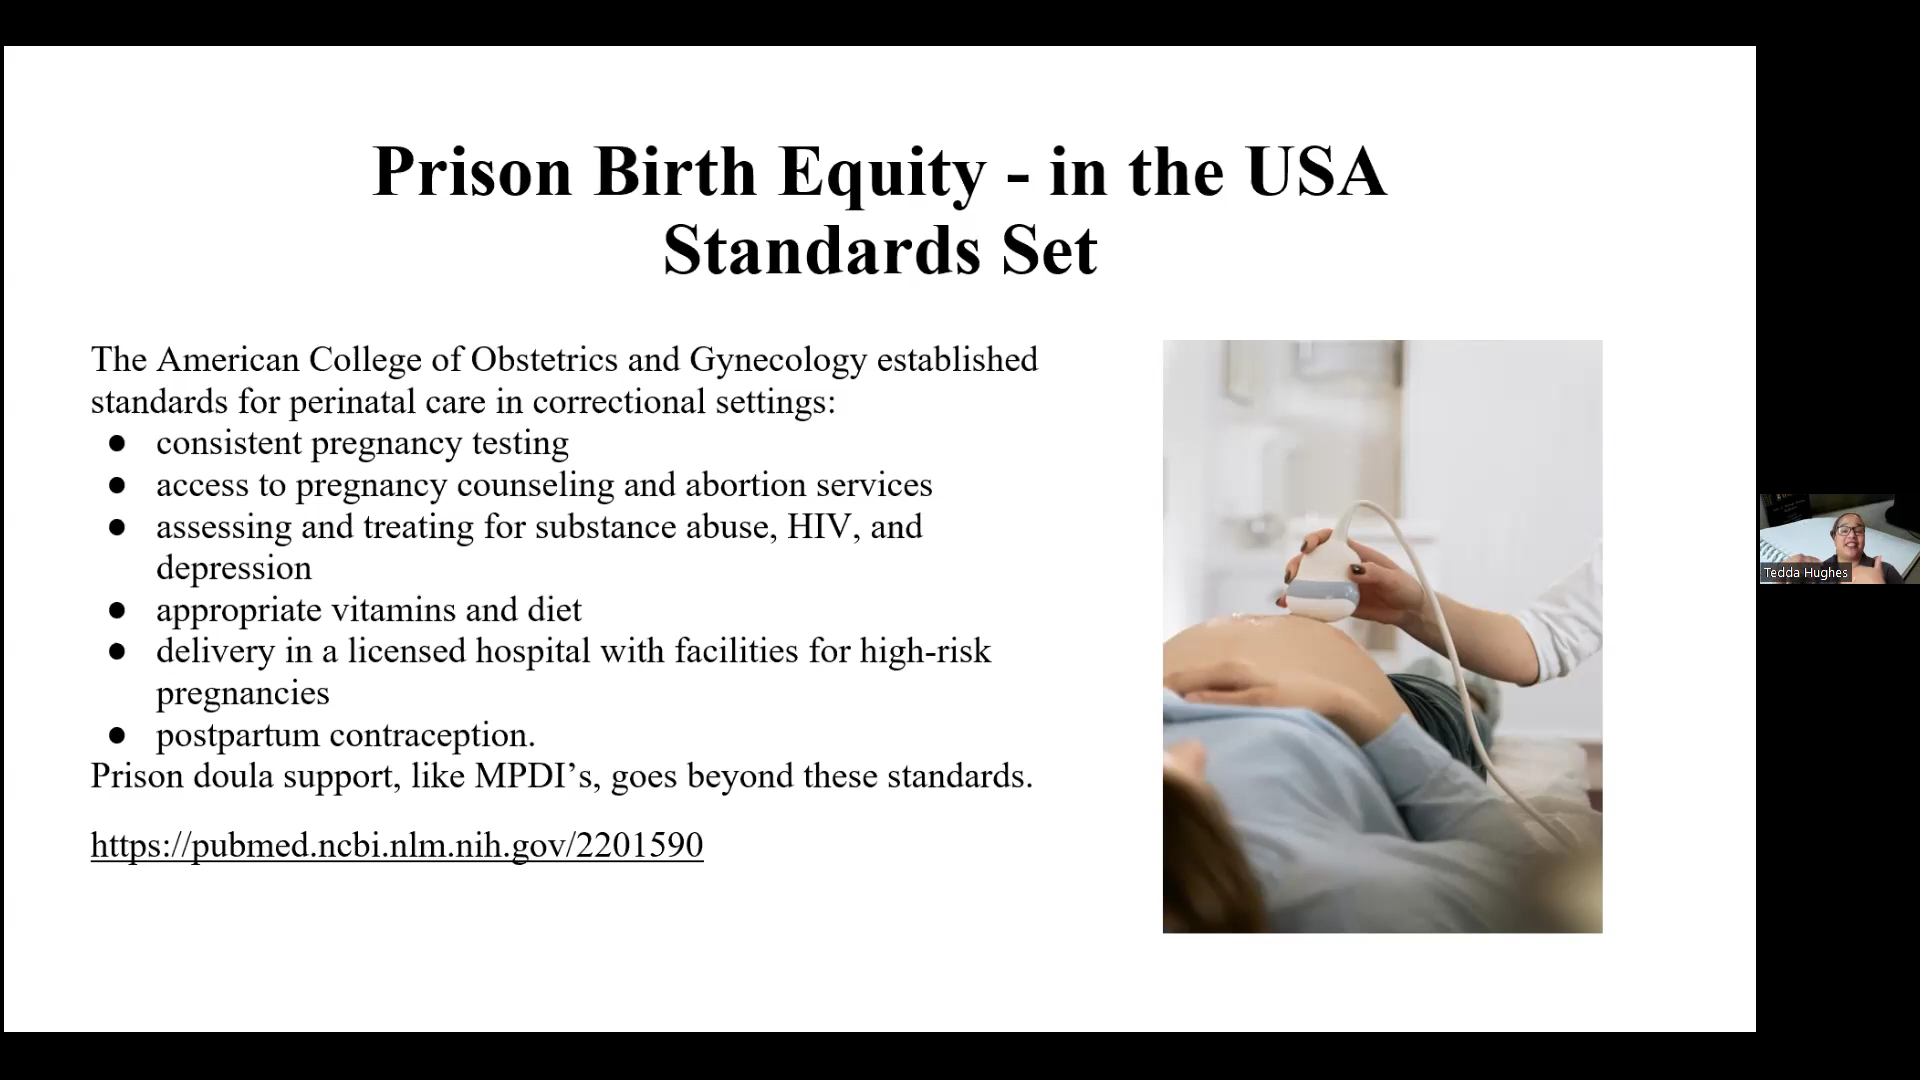 Prison Birth Equity - in the USA
Standards Set
The American College of Obstetrics and Gynecology established
standards for perinatal care in correctional settings:
● consistent pregnancy testing
● access to pregnancy counseling and abortion services
● assessing and treating for substance abuse, HIV, and
depression
● appropriate vitamins and diet
● delivery in a licensed hospital with facilities for high-risk
pregnancies
● postpartum contraception.
Prison doula support, like MPDI’s, goes beyond these standards.
https://pubmed.ncbi.nlm.nih.gov/2201590
Tedda Hughes